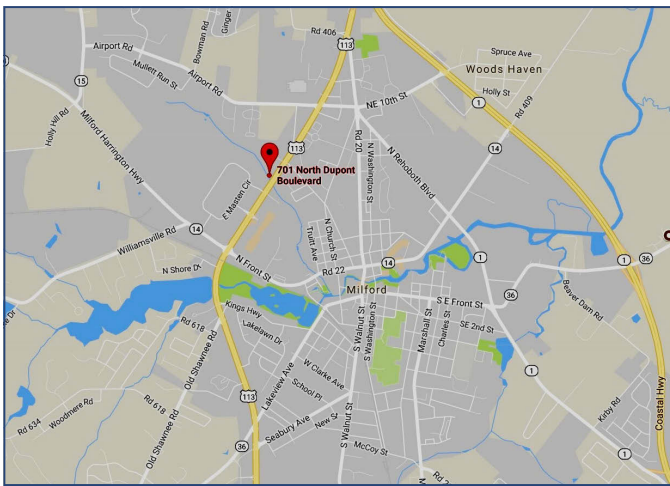 Rd 406
113
Bowman Rd
Ginger
Airport Rd
Mullett Run St
Airport Rd
15
Holly Hill Rd
Milford Harrington Hwy
Spruce Ave
Woods Haven
Holly St
1
Rd 409
NE 10th St
14
113
Rd 20
N Washington St
N Rehoboth Blvd
701 North Dupont
Boulevard
E Masten Cir
Truitt Ave
N Church St
14
Williamsville Rd
N Shore Dr
N Front St
Rd 22
14
1
1
36
Milford
36
Beaver Dam Rd
Kings Hwy
Lakelawn Dr
S E Front St
SE 2nd St
Rd 618
Old Shawnee Rd
S Walnut St
S Washington St
Marshall St
Charles St
Lakeview Ave
W Clarke Ave
School Pl
113
1
Woodmere Rd
Rd 634
Rd 618
Old Shawnee Rd
36
Seabury Ave
New St
S Walnut St
McCoy St
Kirby Rd
Coastal Hwy
1